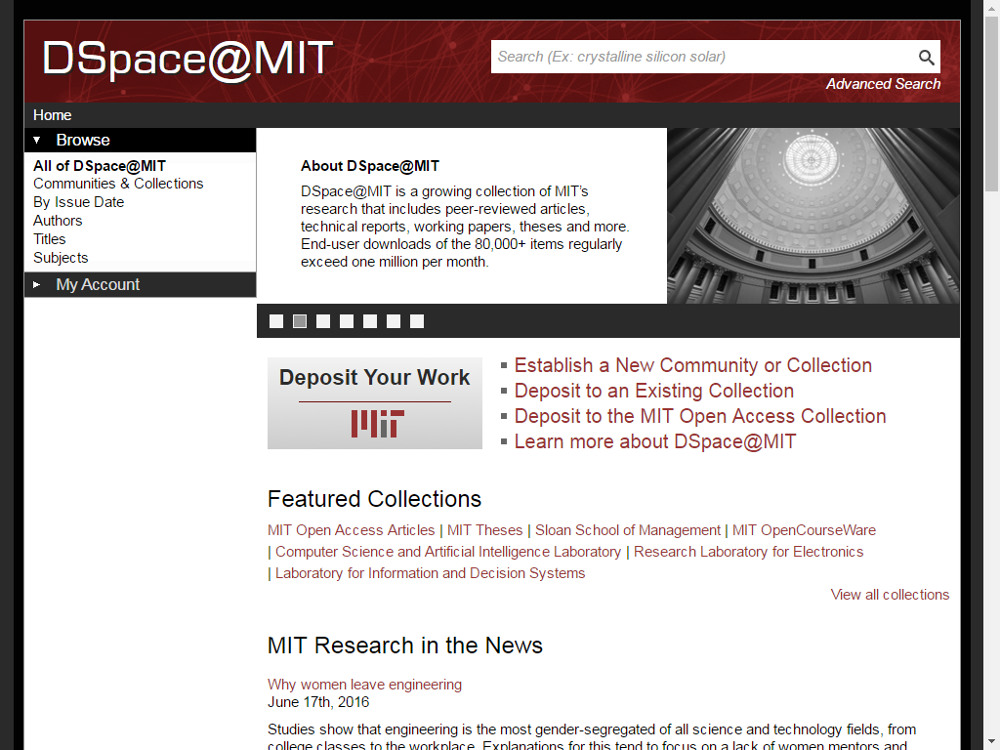 DSpace@MIT
Search (Ex: crystalline silicon solar)
Advanced Search
Home
Browse
All of DSpace@MIT
Communities & Collections
By Issue Date
Authors
Titles
Subjects
My Account
About DSpace@MIT
DSpace@MIT is a growing collection of MIT's
research that includes peer-reviewed articles,
technical reports, working papers, theses and more.
End-user downloads of the 80,000+ items regularly
exceed one million per month.
Deposit Your Work
MIT
Establish a New Community or Collection
Deposit to an Existing Collection
Deposit to the MIT Open Access Collection
Learn more about DSpace@MIT
Featured Collections
MIT Open Access Articles | MIT Theses | Sloan School of Management | MIT OpenCourseWare
| Computer Science and Artificial Intelligence Laboratory | Research Laboratory for Electronics
| Laboratory for Information and Decision Systems
View all collections
MIT Research in the News
Why women leave engineering
June 17th, 2016
Studies show that engineering is the most gender-segregated of all science and technology fields, from
college classes to the workplace. Explanations for this tend to focus on a lack of women mentors and